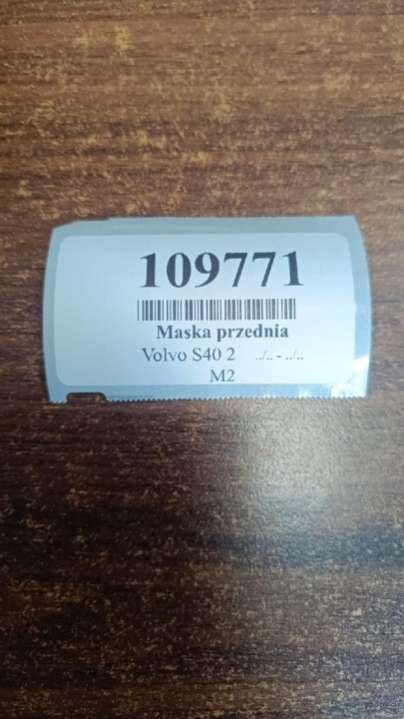 109771
Maska przednia
Volvo S40 2 ../.. - ../..
M2